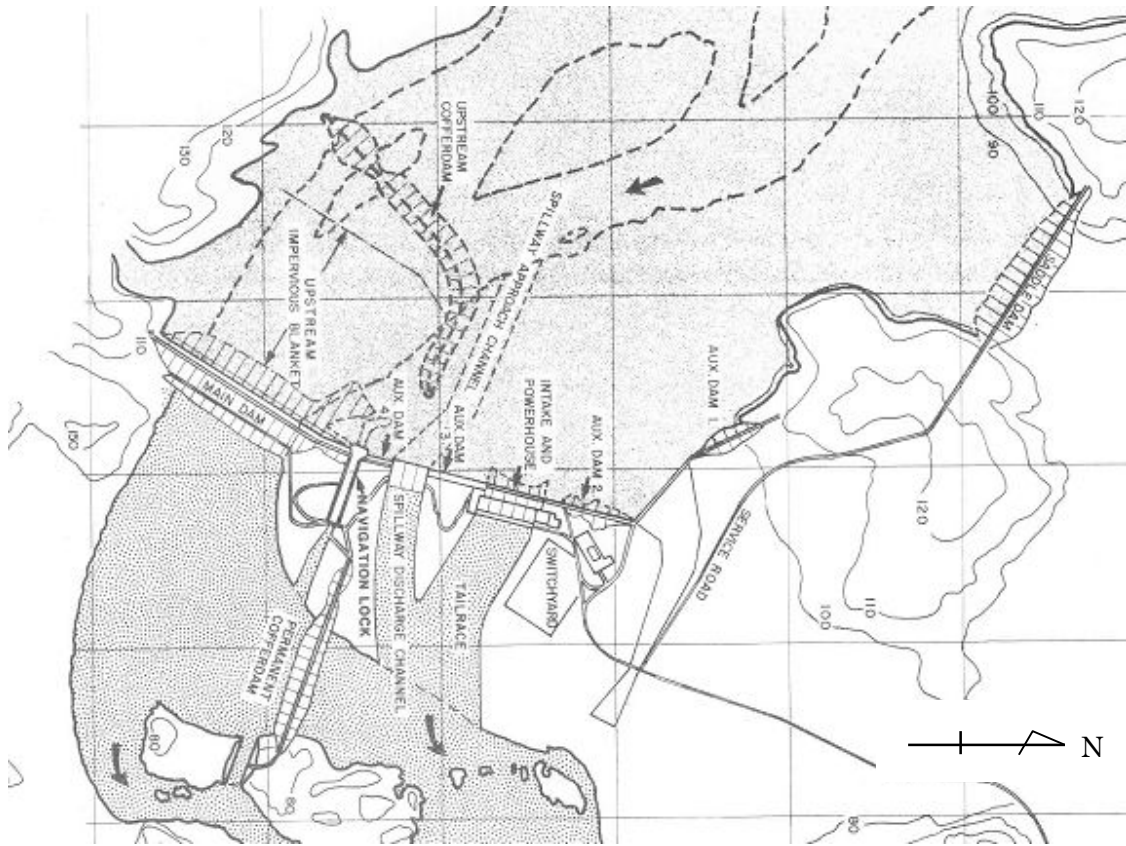 120
130
UPSTREAM
COFFERDAM
SPILLWAY APPROACH CHANNEL
UPSTREAM
IMPERVIOUS BLANKET
100
90
110
120
SADDLE DAM
110
150
MAIN DAM
AUX. DAM
4
AUX. DAM
3
INTAKE AND
POWERHOUSE
AUX. DAM 2
AUX. DAM
1
NAVIGATION LOCK
SPILLWAY DISCHARGE CHANNEL
TAILRACE
SWITCHYARD
SERVICE ROAD
120
110
100
PERMANENT
COFFERDAM
80
80
80
N